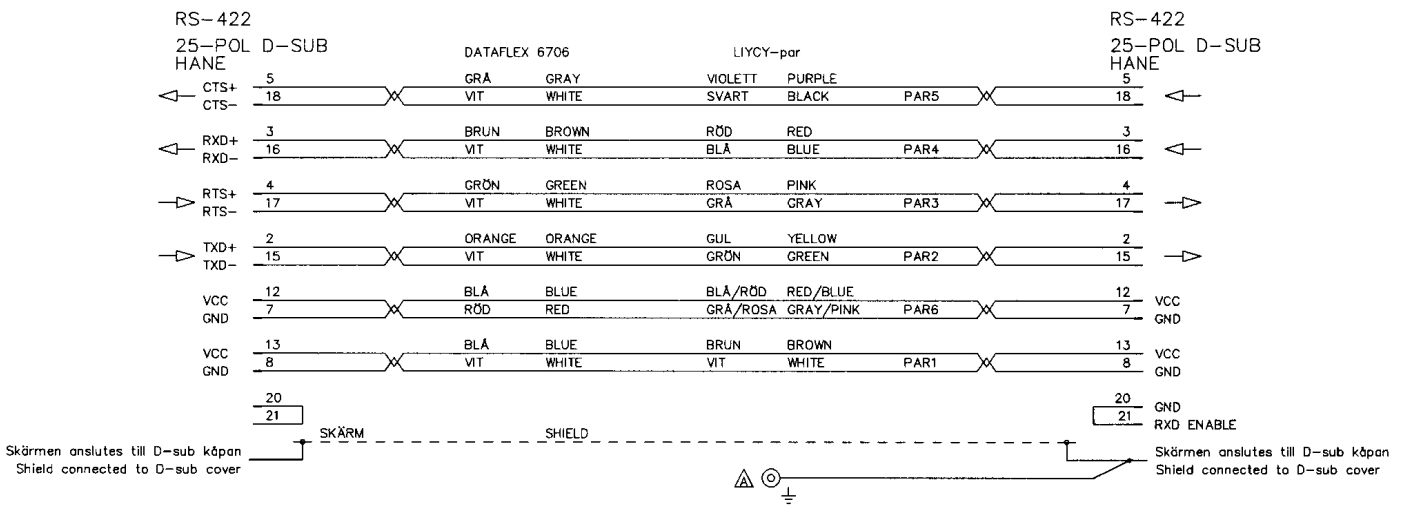 RS-422 RS-422
25-POL D-SUB 25-POL D-SUB
HANE DATAFLEX 6706 LIYCY-par HANE
CTS+ 5 GRÅ GRAY VIOLETT PURPLE 5
CTS- 18 VIT WHITE SVART BLACK PAR5 18
RXD+ 3 BRUN BROWN RÖD RED 3
RXD- 16 VIT WHITE BLÅ BLUE PAR4 16
RTS+ 4 GRÖN GREEN ROSA PINK 4
RTS- 17 VIT WHITE GRÅ GRAY PAR3 17
TXD+ 2 ORANGE ORANGE GUL YELLOW 2
TXD- 15 VIT WHITE GRÖN GREEN PAR2 15
VCC 12 BLÅ BLUE BLÅ/RÖD RED/BLUE 12 VCC
GND 7 RÖD RED GRÅ/ROSA GRAY/PINK PAR6 7 GND
VCC 13 BLÅ BLUE BRUN BROWN 13 VCC
GND 8 VIT WHITE VIT WHITE PAR1 8 GND
20 20 GND
21 21 RXD ENABLE
SKÄRM SHIELD
Skärmen anslutes till D-sub kåpan Skärmen anslutes till D-sub kåpan
Shield connected to D-sub cover Shield connected to D-sub cover
A